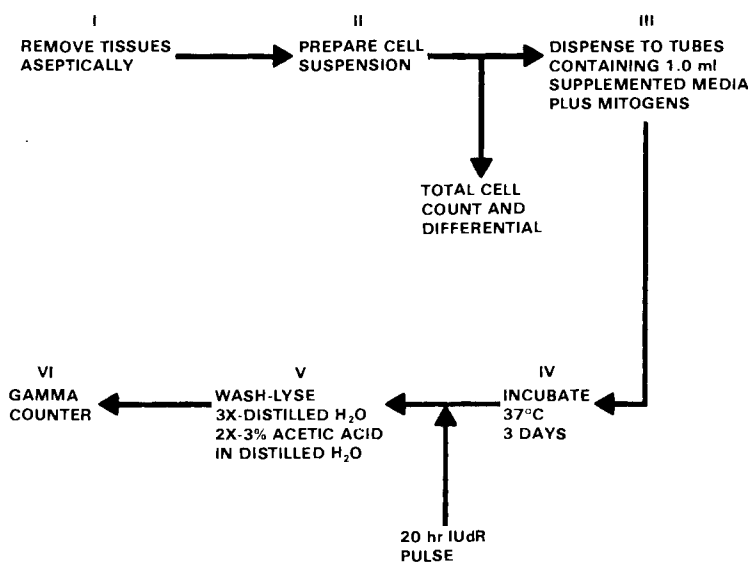 I
REMOVE TISSUES
ASEPTICALLY
II
PREPARE CELL
SUSPENSION
III
DISPENSE TO TUBES
CONTAINING 1.0 ml
SUPPLEMENTED MEDIA
PLUS MITOGENS
TOTAL CELL
COUNT AND
DIFFERENTIAL
IV
INCUBATE
37°C
3 DAYS
20 hr IUdR
PULSE
V
WASH-LYSE
3X-DISTILLED H₂O
2X-3% ACETIC ACID
IN DISTILLED H₂O
VI
GAMMA
COUNTER